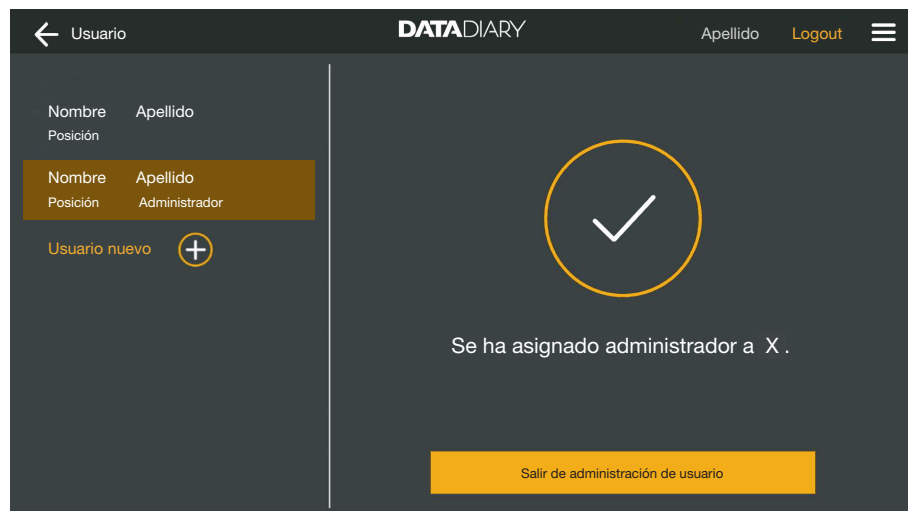 Usuario
DATADIARY
Apellido
Logout
Nombre Apellido
Posición
Nombre Apellido
Posición Administrador
Usuario nuevo
Se ha asignado administrador a X .
Salir de administración de usuario